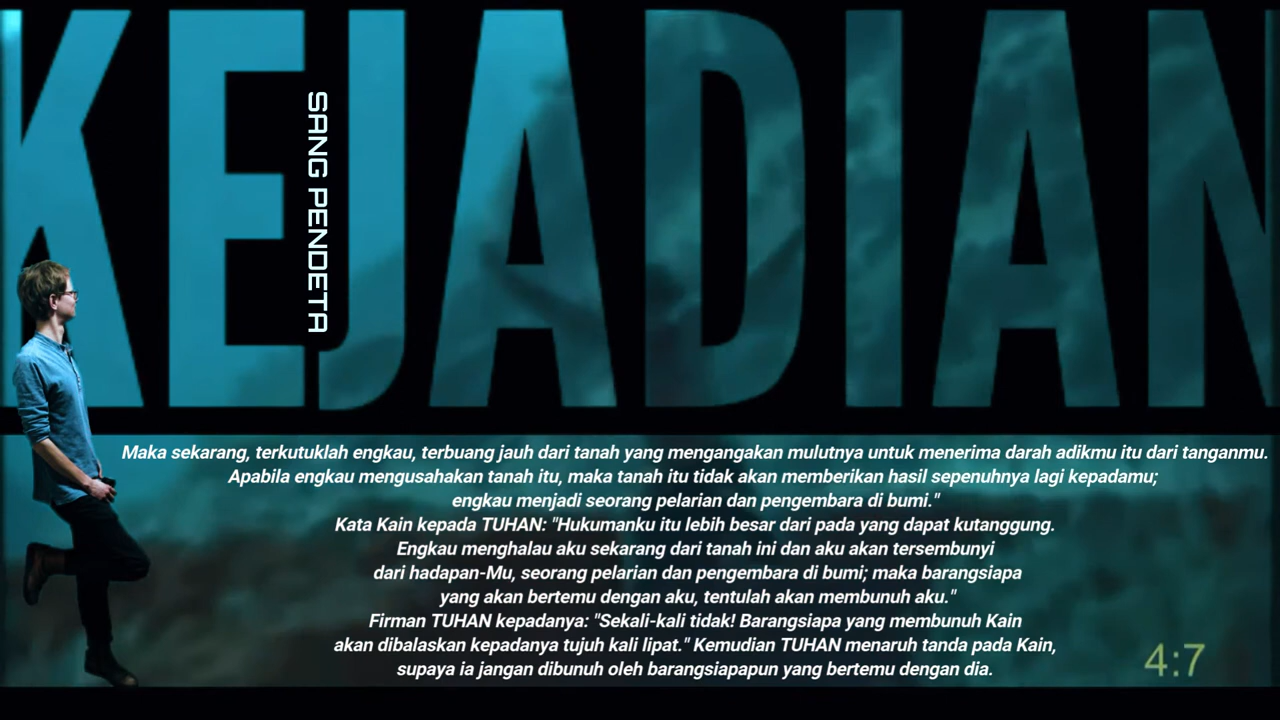 KEJADIAN
SANG PENDETA
Maka sekarang, terkutuklah engkau, terbuang jauh dari tanah yang mengangakan mulutnya untuk menerima darah adikmu itu dari tanganmu.
Apabila engkau mengusahakan tanah itu, maka tanah itu tidak akan memberikan hasil sepenuhnya lagi kepadamu;
engkau menjadi seorang pelarian dan pengembara di bumi."
Kata Kain kepada TUHAN: "Hukumanku itu lebih besar dari pada yang dapat kutanggung.
Engkau menghalau aku sekarang dari tanah ini dan aku akan tersembunyi
dari hadapan-Mu, seorang pelarian dan pengembara di bumi; maka barangsiapa
yang akan bertemu dengan aku, tentulah akan membunuh aku."
Firman TUHAN kepadanya: "Sekali-kali tidak! Barangsiapa yang membunuh Kain
akan dibalaskan kepadanya tujuh kali lipat." Kemudian TUHAN menaruh tanda pada Kain,
supaya ia jangan dibunuh oleh barangsiapapun yang bertemu dengan dia.
4:7